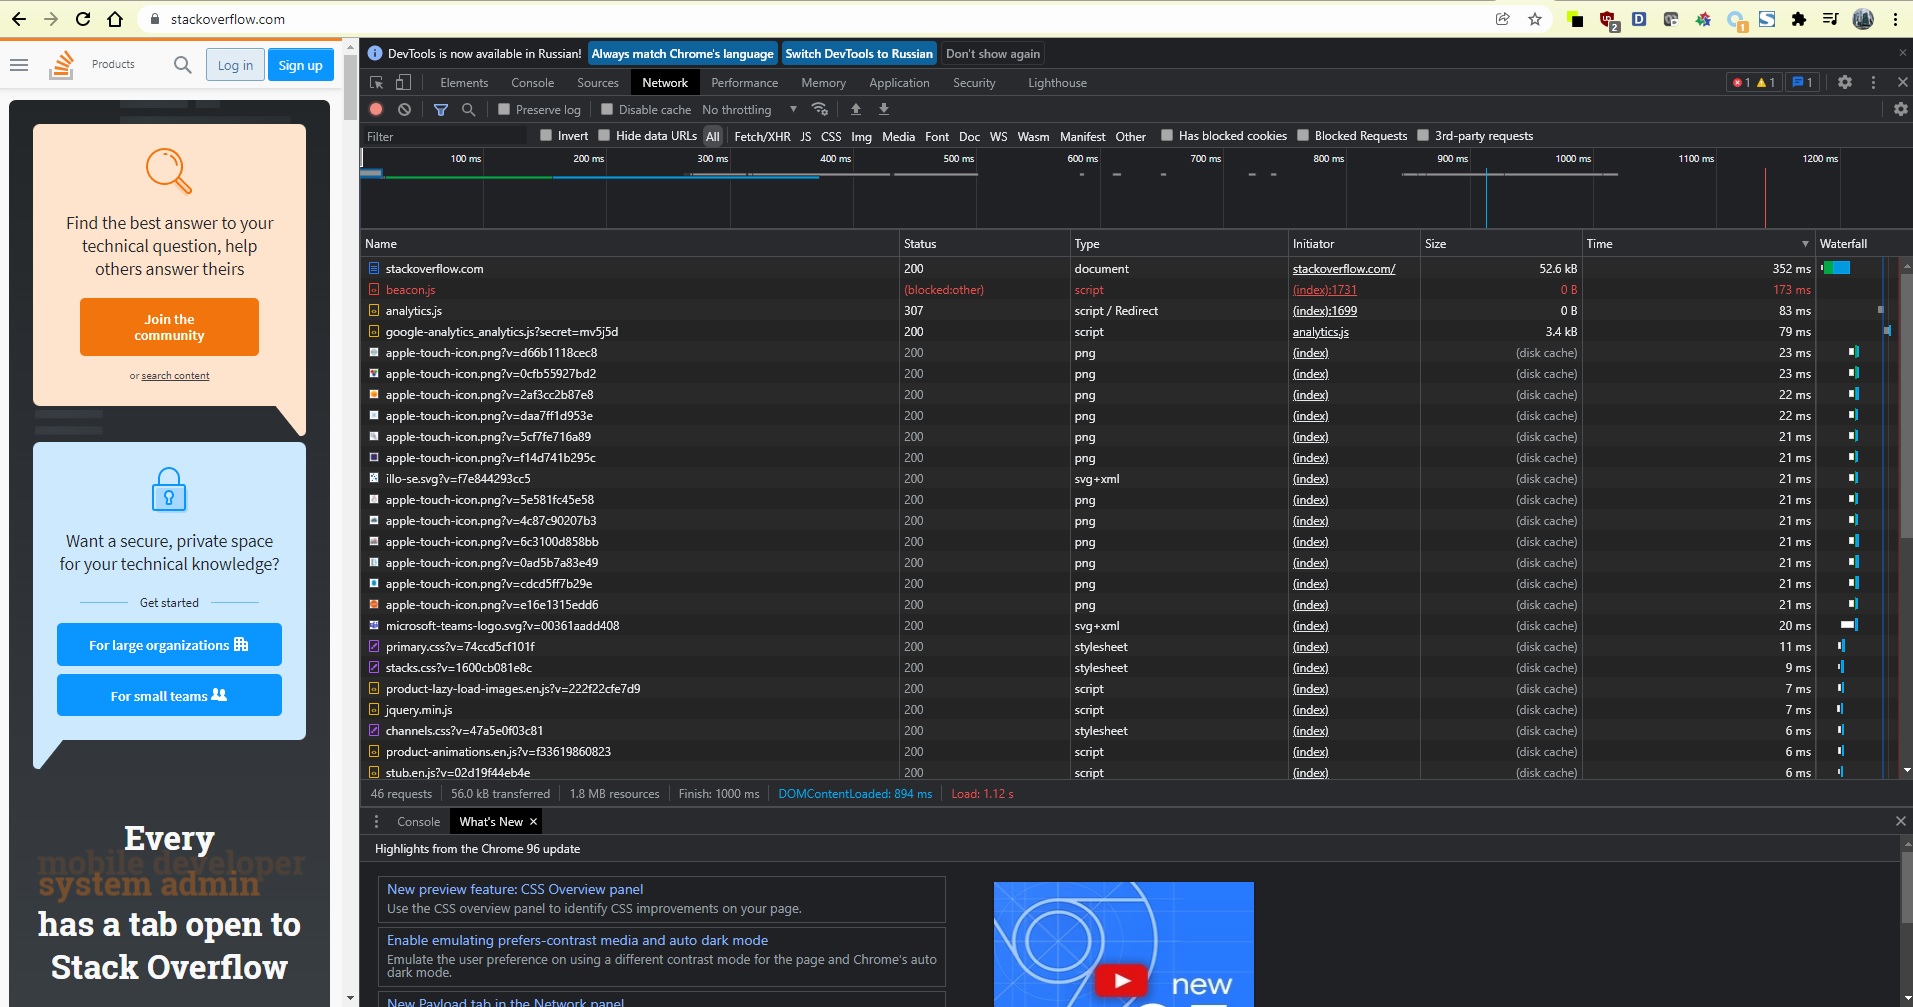 stackoverflow.com
2
1
Products
Log in
Sign up
Find the best answer to your
technical question, help
others answer theirs
Join the
community
or search content
Want a secure, private space
for your technical knowledge?
Get started
For large organizations
For small teams
Every
mobile developer
system admin
has a tab open to
Stack Overflow
DevTools is now available in Russian! Always match Chrome's language Switch DevTools to Russian Don't show again
Elements Console Sources Network Performance Memory Application Security Lighthouse 1 1 1
Preserve log Disable cache No throttling
Filter Invert Hide data URLs All Fetch/XHR JS CSS Img Media Font Doc WS Wasm Manifest Other Has blocked cookies Blocked Requests 3rd-party requests
100 ms 200 ms 300 ms 400 ms 500 ms 600 ms 700 ms 800 ms 900 ms 1000 ms 1100 ms 1200 ms
Name Status Type Initiator Size Time Waterfall
stackoverflow.com 200 document stackoverflow.com/ 52.6 kB 352 ms
beacon.js (blocked:other) script (index):1731 0 B 173 ms
analytics.js 307 script / Redirect (index):1699 0 B 83 ms
google-analytics_analytics.js?secret=mv5j5d 200 script analytics.js 3.4 kB 79 ms
apple-touch-icon.png?v=d66b1118cec8 200 png (index) (disk cache) 23 ms
apple-touch-icon.png?v=0cfb55927bd2 200 png (index) (disk cache) 23 ms
apple-touch-icon.png?v=2af3cc2b87e8 200 png (index) (disk cache) 22 ms
apple-touch-icon.png?v=daa7ff1d953e 200 png (index) (disk cache) 22 ms
apple-touch-icon.png?v=5cf7fe716a89 200 png (index) (disk cache) 21 ms
apple-touch-icon.png?v=f14d741b295c 200 png (index) (disk cache) 21 ms
illo-se.svg?v=f7e844293cc5 200 svg+xml (index) (disk cache) 21 ms
apple-touch-icon.png?v=5e581fc45e58 200 png (index) (disk cache) 21 ms
apple-touch-icon.png?v=4c87c90207b3 200 png (index) (disk cache) 21 ms
apple-touch-icon.png?v=6c3100d858bb 200 png (index) (disk cache) 21 ms
apple-touch-icon.png?v=0ad5b7a83e49 200 png (index) (disk cache) 21 ms
apple-touch-icon.png?v=cdcd5ff7b29e 200 png (index) (disk cache) 21 ms
apple-touch-icon.png?v=e16e1315edd6 200 png (index) (disk cache) 21 ms
microsoft-teams-logo.svg?v=00361aadd408 200 svg+xml (index) (disk cache) 20 ms
primary.css?v=74ccd5cf101f 200 stylesheet (index) (disk cache) 11 ms
stacks.css?v=1600cb081e8c 200 stylesheet (index) (disk cache) 9 ms
product-lazy-load-images.en.js?v=222f22cfe7d9 200 script (index) (disk cache) 7 ms
jquery.min.js 200 script (index) (disk cache) 7 ms
channels.css?v=47a5e0f03c81 200 stylesheet (index) (disk cache) 6 ms
product-animations.en.js?v=f33619860823 200 script (index) (disk cache) 6 ms
stub.en.js?v=02d19f44eb4e 200 script (index) (disk cache) 6 ms
46 requests 56.0 kB transferred 1.8 MB resources Finish: 1000 ms DOMContentLoaded: 894 ms Load: 1.12 s
Console What's New
Highlights from the Chrome 96 update
New preview feature: CSS Overview panel
Use the CSS overview panel to identify CSS improvements on your page.
Enable emulating prefers-contrast media and auto dark mode
Emulate the user preference on using a different contrast mode for the page and Chrome's auto
dark mode.
New Payload tab in the Network panel
new